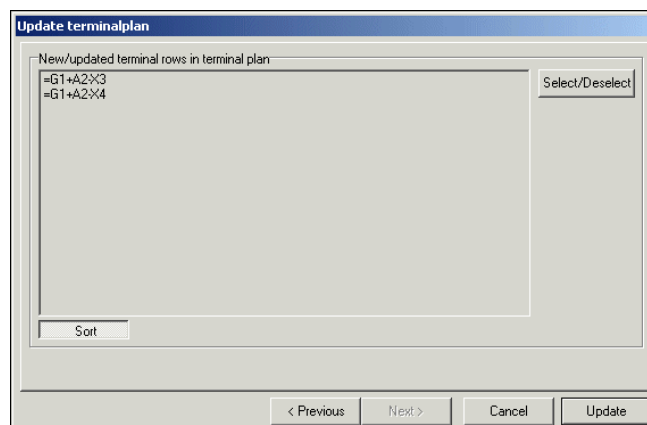 Update terminalplan
New/updated terminal rows in terminal plan
=G1+A2-X3
=G1+A2-X4
Select/Deselect
Sort
< Previous
Next >
Cancel
Update